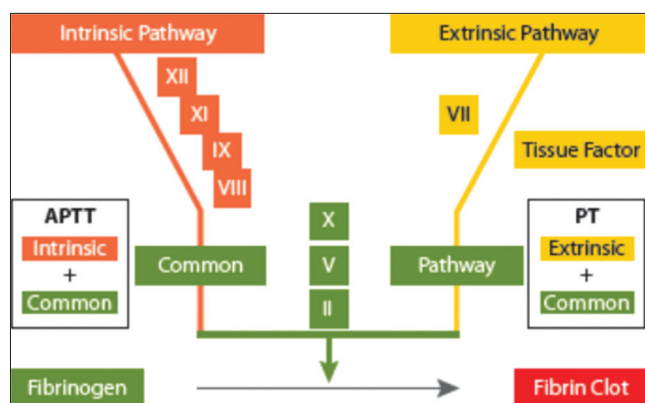 Intrinsic Pathway
Extrinsic Pathway
XII
XI
IX
VIII
VII
Tissue Factor
APTT
Intrinsic
+
Common
Common
X
V
II
Pathway
PT
Extrinsic
+
Common
Fibrinogen
Fibrin Clot